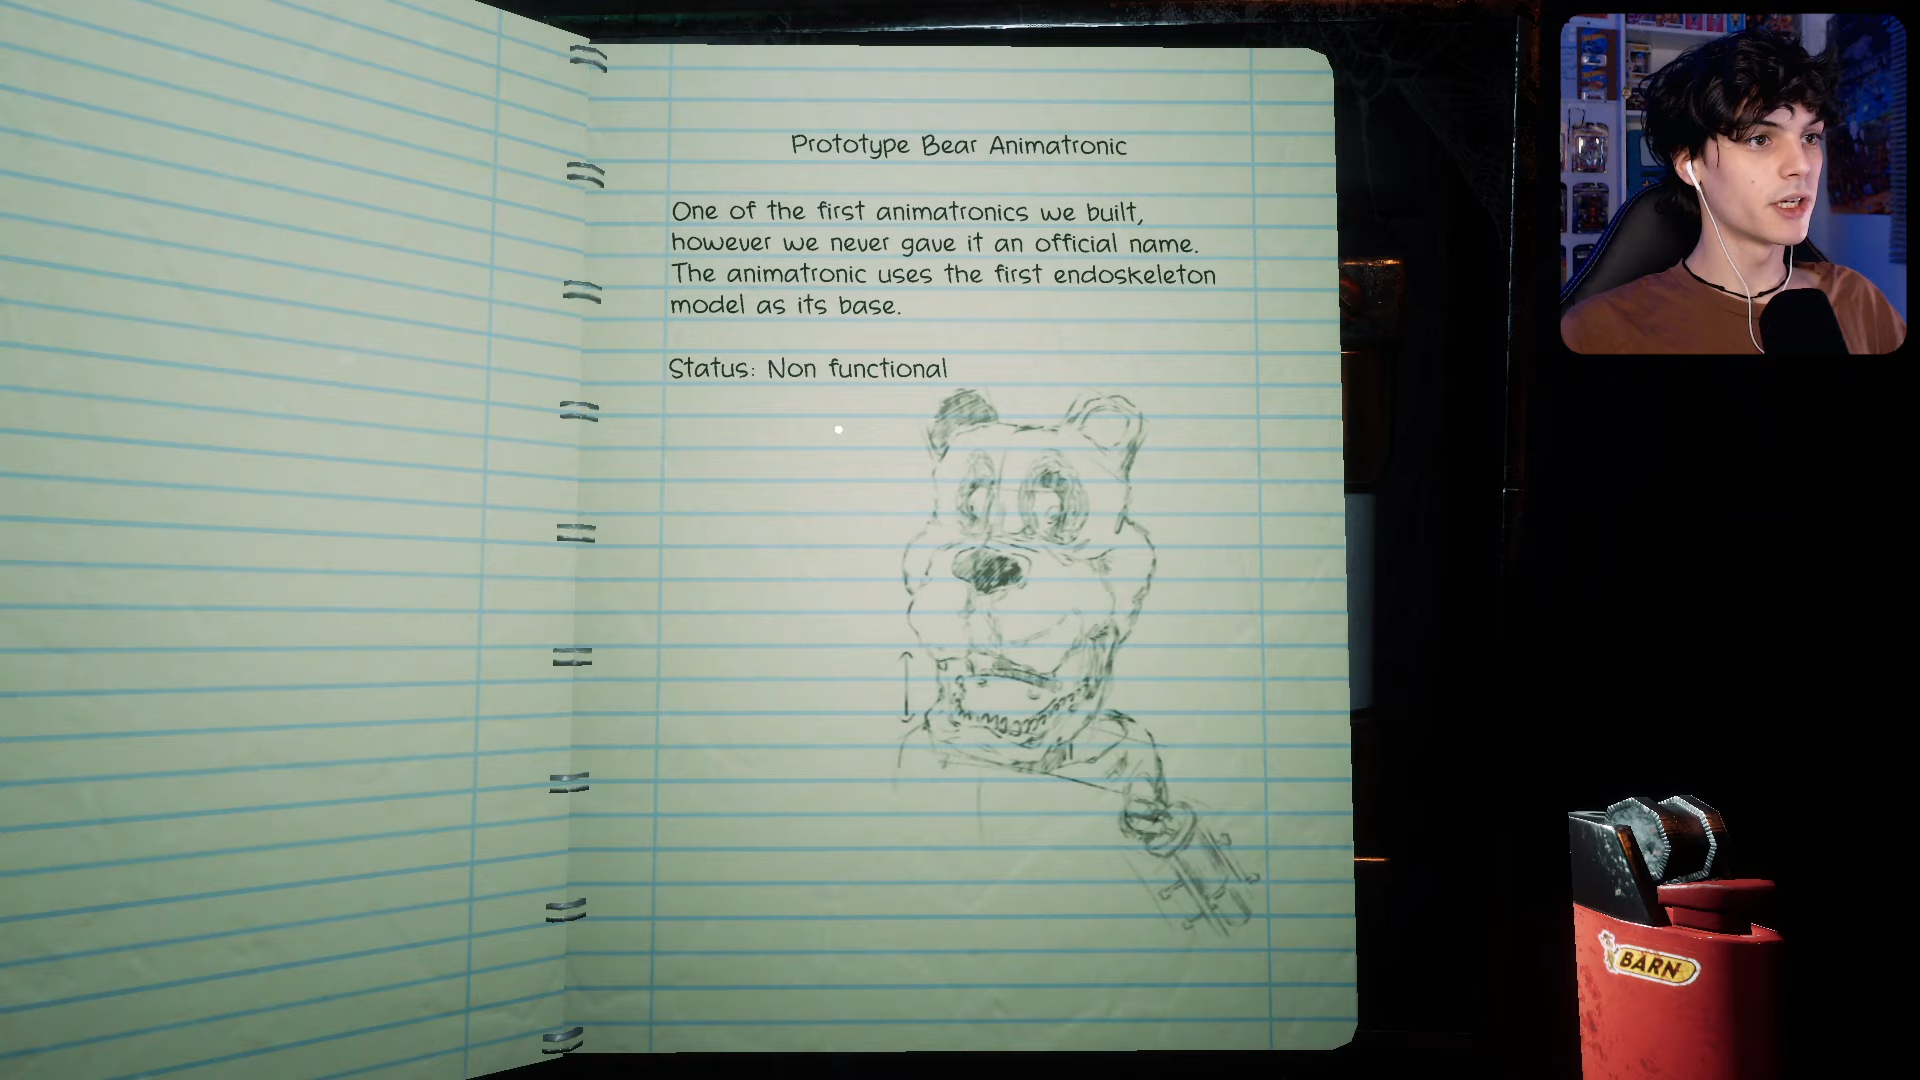 Prototype Bear Animatronic
One of the first animatronics we built,
however we never gave it an official name.
The animatronic uses the first endoskeleton
model as its base.
Status: Non functional
BARN